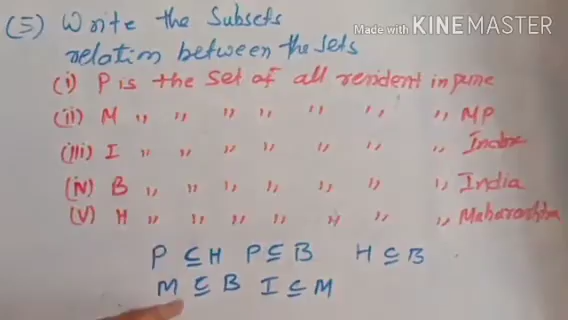 Made with KINEMASTER
(5) Write the Subsets
relation between the sets
(i) P is the set of all resident in pune
(ii) M ,, ,, ,, ,, ,, ,, ,, MP
(iii) I ,, ,, ,, ,, ,, ,, ,,
(iv) B ,, ,, ,, ,, ,, ,, ,, India
(v) H ,, ,, ,, ,, ,, ,, ,, Maharashtra
P ⊆ H P ⊆ B H ⊆ B
M ⊆ B I ⊆ M